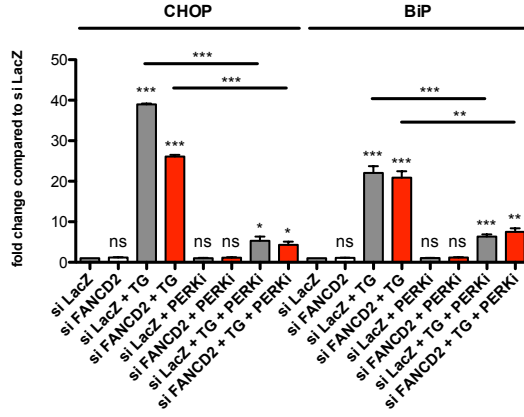 CHOP BiP
fold change compared to si LacZ
50
40
30
20
10
0
*** *** *** **
*** *** *** ***
ns ns ns * * ns ns ns *** **
si LacZ
si FANCD2
si LacZ + TG
si FANCD2 + TG
si LacZ + PERKi
si FANCD2 + PERKi
si LacZ + TG + PERKi
si FANCD2 + TG + PERKi
si LacZ
si FANCD2
si LacZ + TG
si FANCD2 + TG
si LacZ + PERKi
si FANCD2 + PERKi
si LacZ + TG + PERKi
si FANCD2 + TG + PERKi